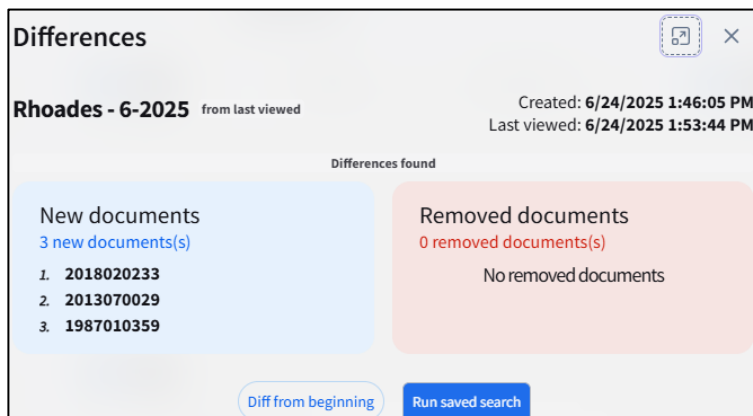 Differences
Rhoades - 6-2025 from last viewed
Created: 6/24/2025 1:46:05 PM
Last viewed: 6/24/2025 1:53:44 PM
Differences found
New documents
3 new documents(s)
1. 2018020233
2. 2013070029
3. 1987010359
Removed documents
0 removed documents(s)
No removed documents
Diff from beginning
Run saved search